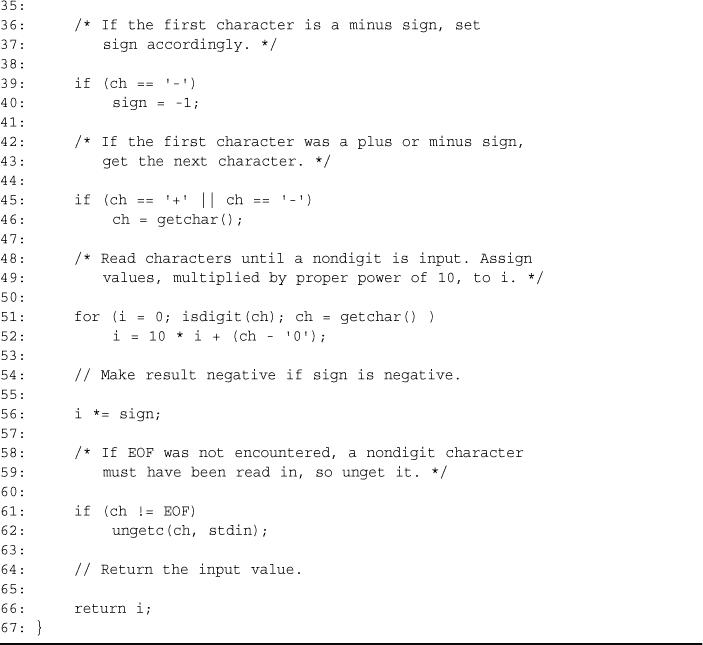 35:
36:     /* If the first character is a minus sign, set
37:        sign accordingly. */
38:
39:     if (ch == '-')
40:         sign = -1;
41:
42:     /* If the first character was a plus or minus sign,
43:        get the next character. */
44:
45:     if (ch == '+' || ch == '-')
46:         ch = getchar();
47:
48:     /* Read characters until a nondigit is input. Assign
49:        values, multiplied by proper power of 10, to i. */
50:
51:     for (i = 0; isdigit(ch); ch = getchar() )
52:         i = 10 * i + (ch - '0');
53:
54:     // Make result negative if sign is negative.
55:
56:     i *= sign;
57:
58:     /* If EOF was not encountered, a nondigit character
59:        must have been read in, so unget it. */
60:
61:     if (ch != EOF)
62:         ungetc(ch, stdin);
63:
64:     // Return the input value.
65:
66:     return i;
67: }